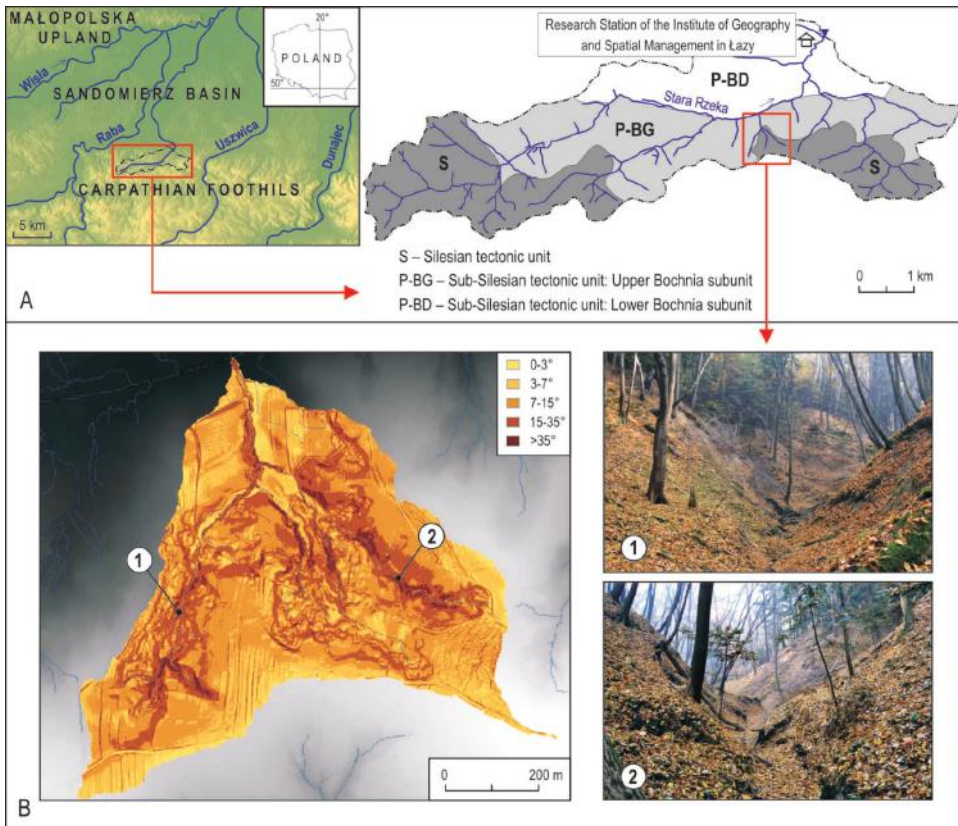 MAŁOPOLSKA
UPLAND
Wisła
SANDOMIERZ BASIN
Raba
Uszwica
Dunajec
CARPATHIAN FOOTHILS
5 km
20°
POLAND
50°
A
Research Station of the Institute of Geography
and Spatial Management in Łazy
P-BD
Stara Rzeka
P-BG
S
S
S – Silesian tectonic unit
P-BG – Sub-Silesian tectonic unit: Upper Bochnia subunit
P-BD – Sub-Silesian tectonic unit: Lower Bochnia subunit
0 1 km
0-3°
3-7°
7-15°
15-35°
>35°
1
2
0 200 m
B
1
2